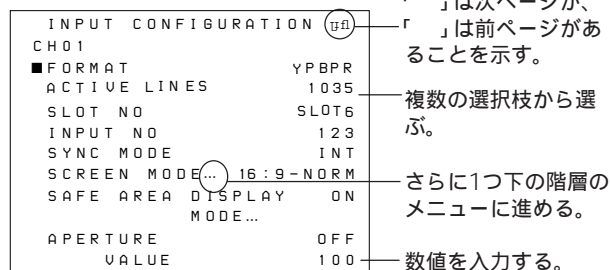 「 」は次ページが、
「 」は前ページがあ
ることを示す。
INPUT CONFIGURATION
CH01
■FORMAT YPBPR
ACTIVE LINES 1035
複数の選択枝から選
ぶ。
SLOT NO SLOT6
INPUT NO 123
SYNC MODE INT
SCREEN MODE… 16:9-NORM
さらに1つ下の階層の
メニューに進める。
SAFE AREA DISPLAY ON
MODE…
APERTURE OFF
VALUE 100
数値を入力する。